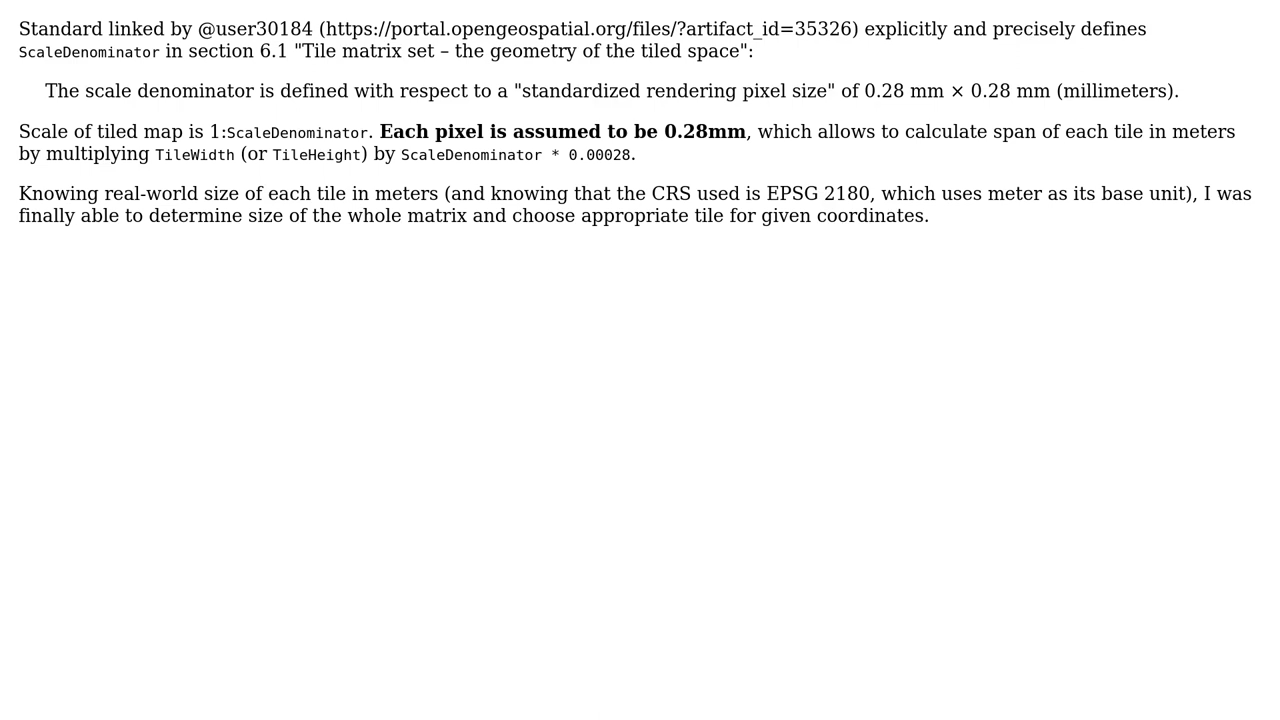 Standard linked by @user30184 (https://portal.opengeospatial.org/files/?artifact_id=35326) explicitly and precisely defines
ScaleDenominator in section 6.1 "Tile matrix set – the geometry of the tiled space":
The scale denominator is defined with respect to a "standardized rendering pixel size" of 0.28 mm × 0.28 mm (millimeters).
Scale of tiled map is 1:ScaleDenominator. Each pixel is assumed to be 0.28mm, which allows to calculate span of each tile in meters
by multiplying TileWidth (or TileHeight) by ScaleDenominator * 0.00028.
Knowing real-world size of each tile in meters (and knowing that the CRS used is EPSG 2180, which uses meter as its base unit), I was
finally able to determine size of the whole matrix and choose appropriate tile for given coordinates.